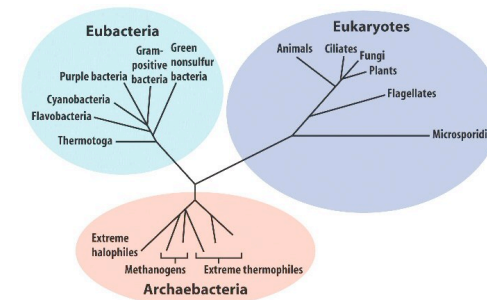 Eubacteria
Gram-
positive
bacteria
Green
nonsulfur
bacteria
Purple bacteria
Cyanobacteria
Flavobacteria
Thermotoga
Eukaryotes
Animals
Ciliates
Fungi
Plants
Flagellates
Microsporidi
Extreme
halophiles
Methanogens
Extreme thermophiles
Archaebacteria